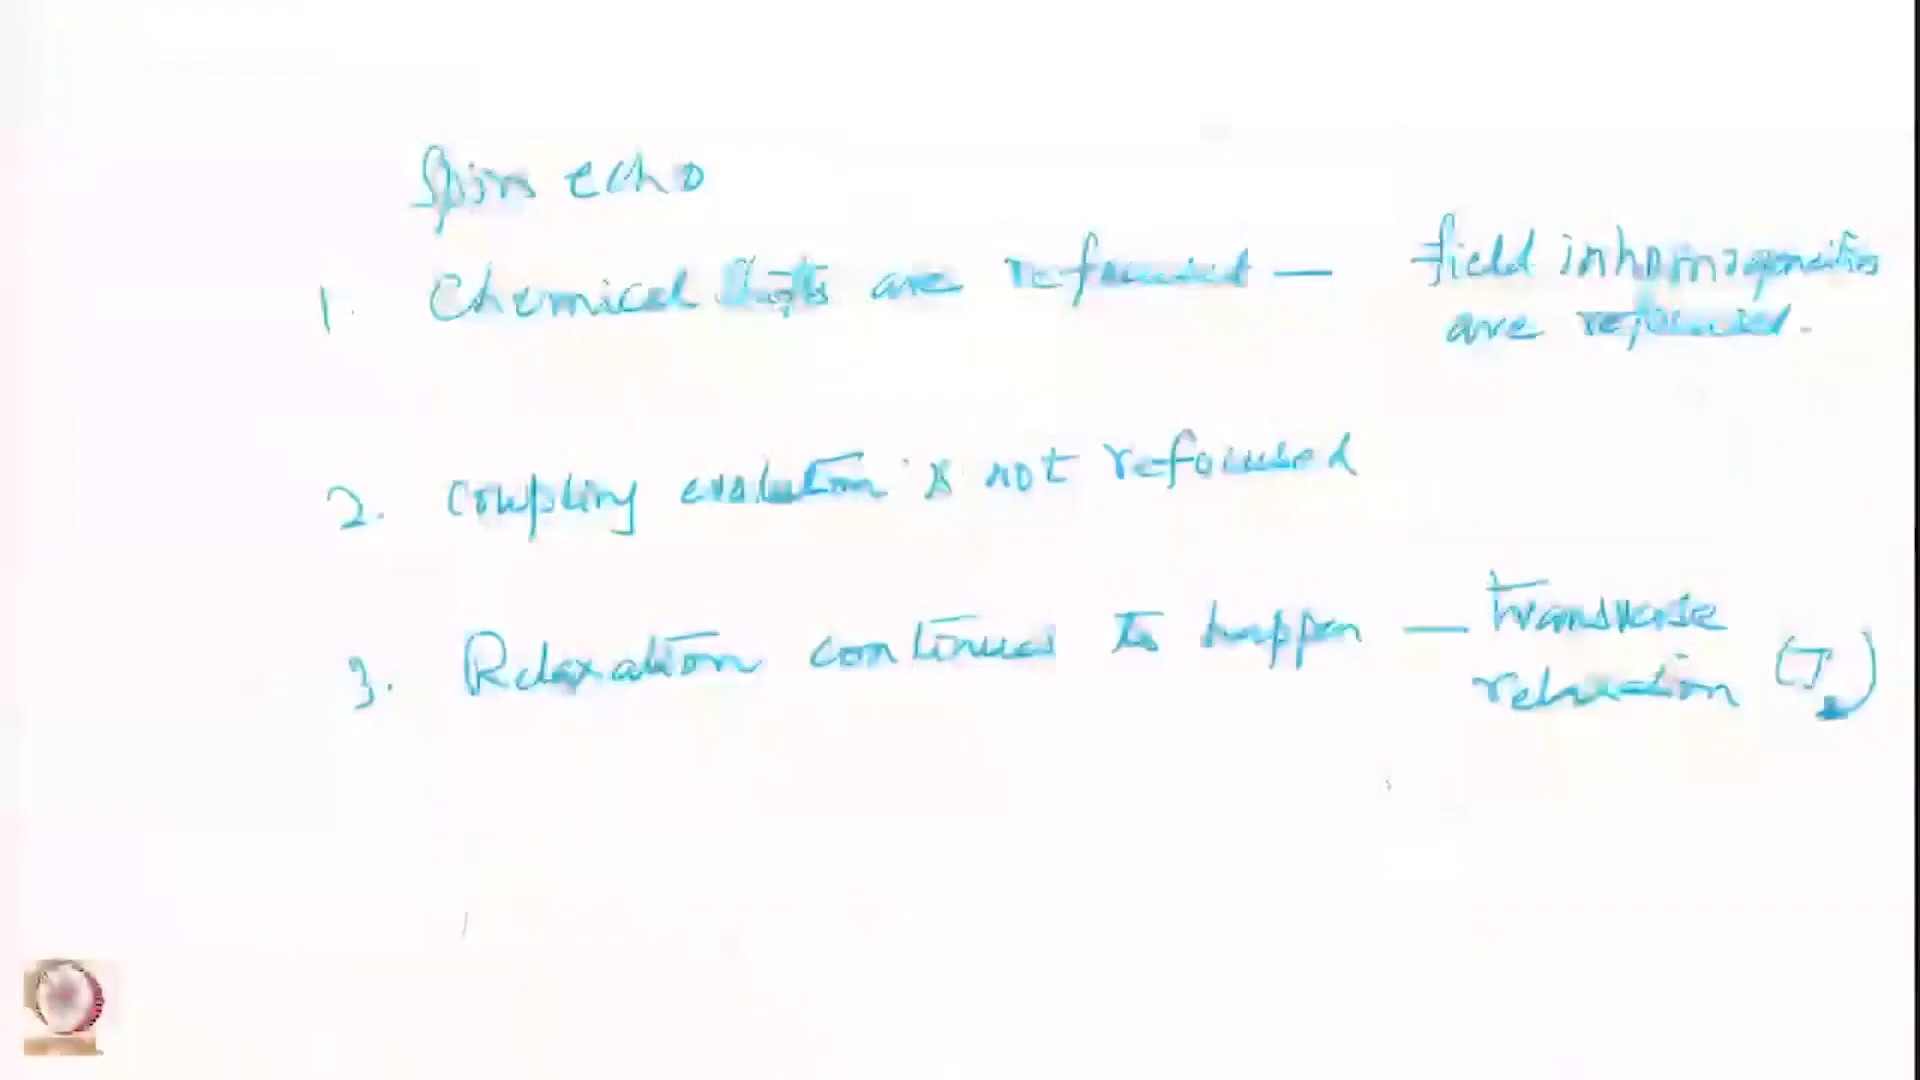 Spin echo
1. Chemical shifts are refocused — field inhomogeneities
are refocused.
2. Coupling evolution is not refocused
3. Relaxation continues to happen — transverse
relaxation (T2)